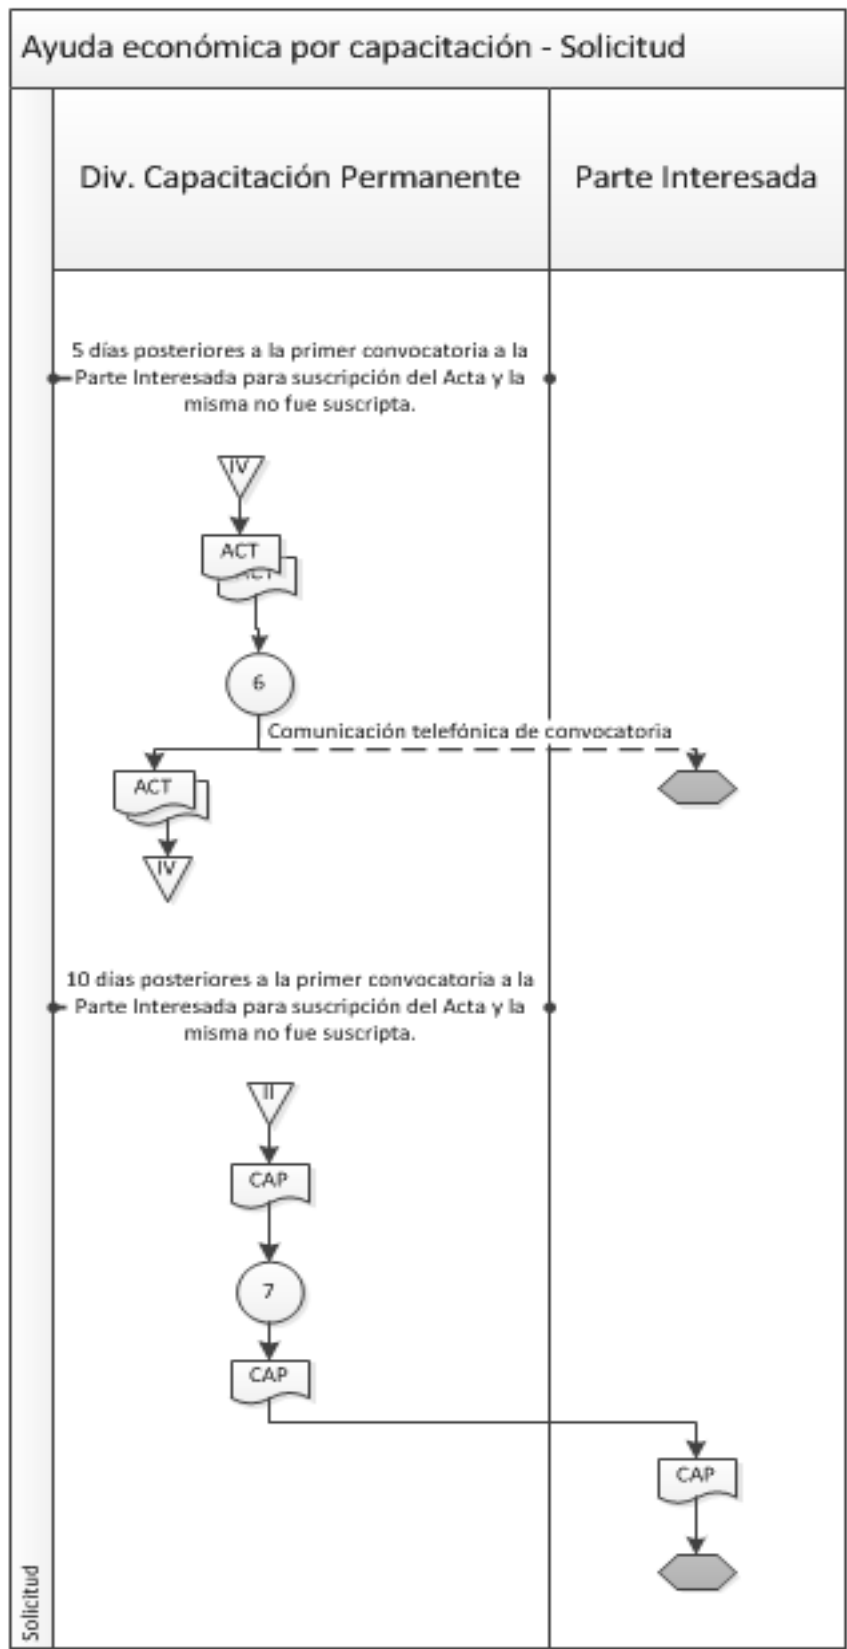 Ayuda económica por capacitación - Solicitud
Div. Capacitación Permanente
Parte Interesada
5 días posteriores a la primer convocatoria a la
Parte Interesada para suscripción del Acta y la
misma no fue suscripta.
IV
ACT
ACT
6
Comunicación telefónica de convocatoria
ACT
IV
10 dias posteriores a la primer convocatoria a la
Parte Interesada para suscripción del Acta y la
misma no fue suscripta.
II
CAP
7
CAP
CAP
Solicitud